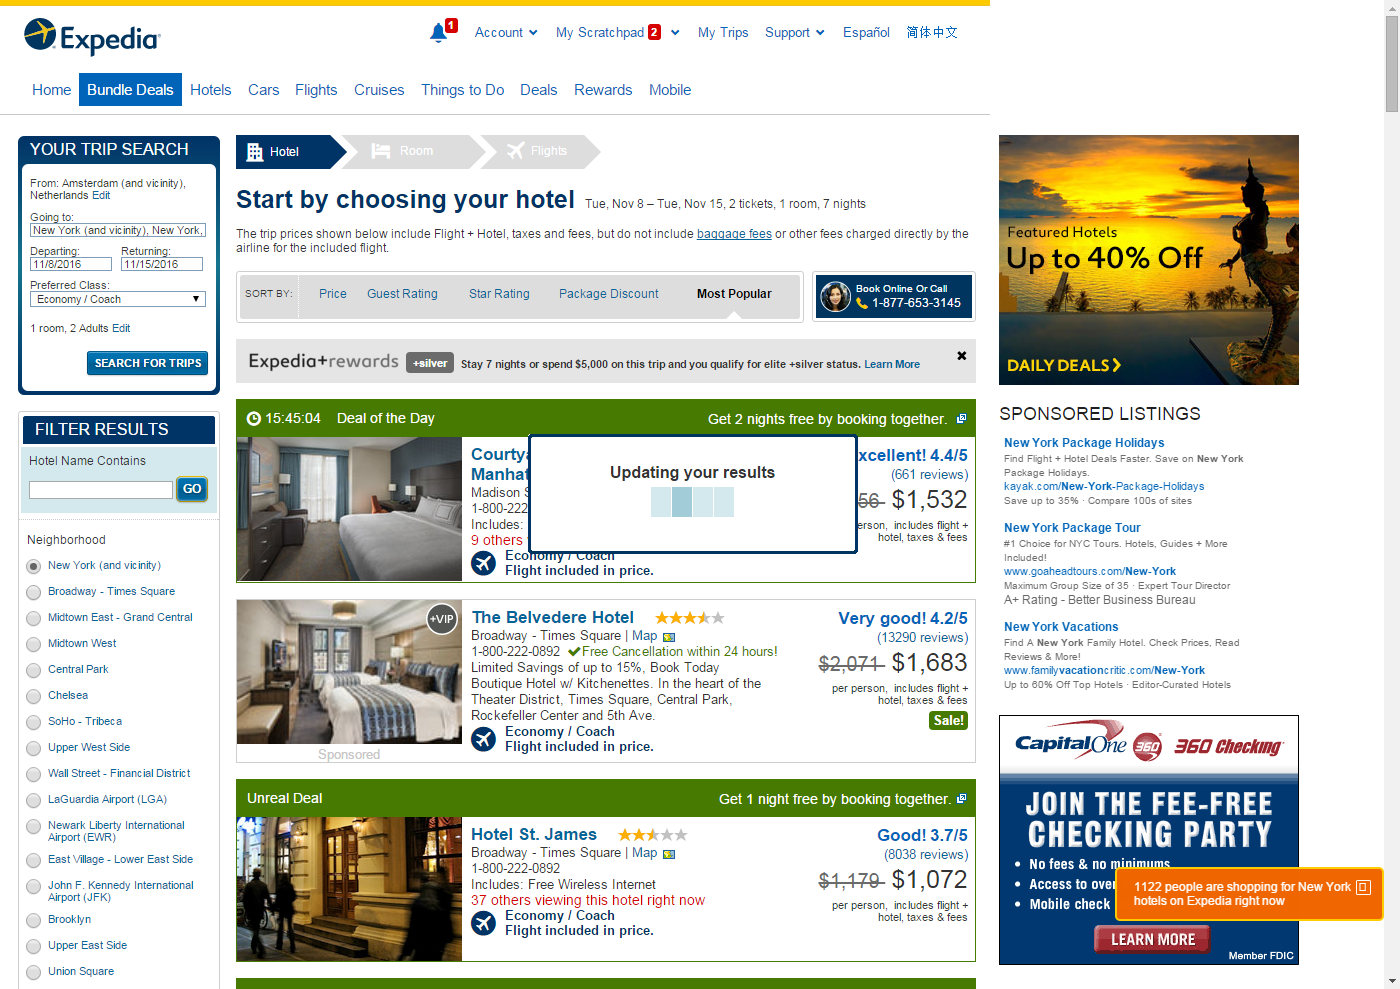 Expedia
1
Account
My Scratchpad 2
My Trips
Support
Español
简体中文
Home
Bundle Deals
Hotels
Cars
Flights
Cruises
Things to Do
Deals
Rewards
Mobile
YOUR TRIP SEARCH
From: Amsterdam (and vicinity),
Netherlands Edit
Going to:
New York (and vicinity), New York,
Departing:
Returning:
11/8/2016
11/15/2016
Preferred Class:
Economy / Coach
1 room, 2 Adults Edit
SEARCH FOR TRIPS
FILTER RESULTS
Hotel Name Contains
GO
Neighborhood
New York (and vicinity)
Broadway - Times Square
Midtown East - Grand Central
Midtown West
Central Park
Chelsea
SoHo - Tribeca
Upper West Side
Wall Street - Financial District
LaGuardia Airport (LGA)
Newark Liberty International
Airport (EWR)
East Village - Lower East Side
John F. Kennedy International
Airport (JFK)
Brooklyn
Upper East Side
Union Square
Hotel
Room
Flights
Start by choosing your hotel
Tue, Nov 8 – Tue, Nov 15, 2 tickets, 1 room, 7 nights
The trip prices shown below include Flight + Hotel, taxes and fees, but do not include baggage fees or other fees charged directly by the
airline for the included flight.
SORT BY:
Price
Guest Rating
Star Rating
Package Discount
Most Popular
Book Online Or Call
1-877-653-3145
Expedia+rewards +silver Stay 7 nights or spend $5,000 on this trip and you qualify for elite +silver status. Learn More
15:45:04 Deal of the Day
Get 2 nights free by booking together.
Courtya
Manhat
Madison S
1-800-222
Includes:
9 others
Economy / Coach
Flight included in price.
xcellent! 4.4/5
(661 reviews)
56 $1,532
erson, includes flight +
hotel, taxes & fees
Updating your results
+VIP
Sponsored
The Belvedere Hotel
Broadway - Times Square | Map
1-800-222-0892 Free Cancellation within 24 hours!
Limited Savings of up to 15%, Book Today
Boutique Hotel w/ Kitchenettes. In the heart of the
Theater District, Times Square, Central Park,
Rockefeller Center and 5th Ave.
Economy / Coach
Flight included in price.
Very good! 4.2/5
(13290 reviews)
$2,071 $1,683
per person, includes flight +
hotel, taxes & fees
Sale!
Unreal Deal
Get 1 night free by booking together.
Hotel St. James
Broadway - Times Square | Map
1-800-222-0892
Includes: Free Wireless Internet
37 others viewing this hotel right now
Economy / Coach
Flight included in price.
Good! 3.7/5
(8038 reviews)
$1,179 $1,072
per person, includes flight +
hotel, taxes & fees
Featured Hotels
Up to 40% Off
DAILY DEALS
SPONSORED LISTINGS
New York Package Holidays
Find Flight + Hotel Deals Faster. Save on New York
Package Holidays.
kayak.com/New-York-Package-Holidays
Save up to 35% · Compare 100s of sites
New York Package Tour
#1 Choice for NYC Tours. Hotels, Guides + More
Included!
www.goaheadtours.com/New-York
Maximum Group Size of 35 · Expert Tour Director
A+ Rating - Better Business Bureau
New York Vacations
Find A New York Family Hotel. Check Prices, Read
Reviews & More!
www.familyvacationcritic.com/New-York
Up to 60% Off Top Hotels · Editor-Curated Hotels
Capital One 360 360 Checking
JOIN THE FEE-FREE
CHECKING PARTY
• No fees & no minimums
• Access to over
• Mobile check
LEARN MORE
Member FDIC
1122 people are shopping for New York
hotels on Expedia right now